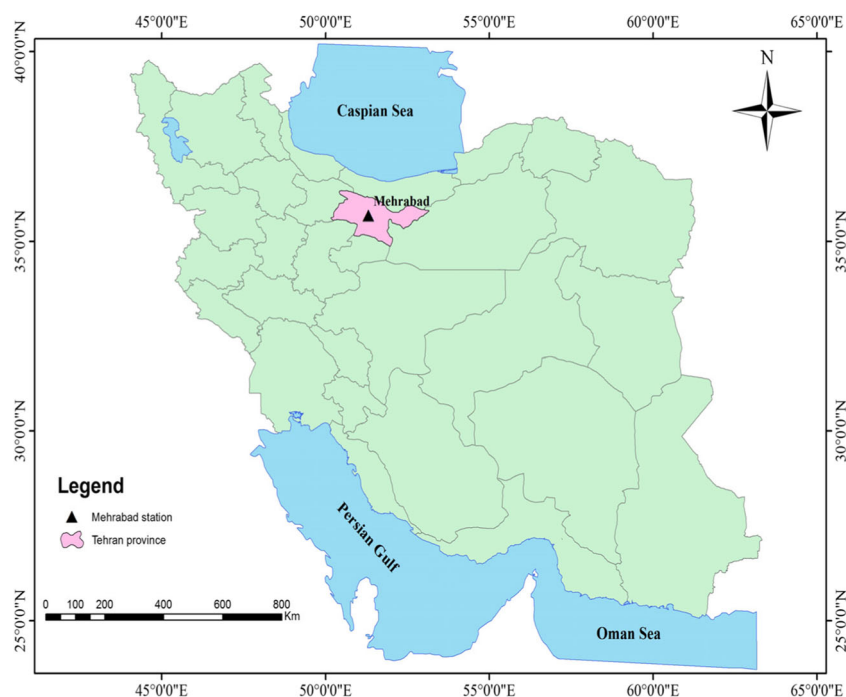 45°0'0"E 50°0'0"E 55°0'0"E 60°0'0"E 65°0'0"E
40°0'0"N
40°0'0"N
N
Caspian Sea
Mehrabad
35°0'0"N
35°0'0"N
30°0'0"N
30°0'0"N
Legend
Mehrabad station
Tehran province
Persian Gulf
0 100 200 400 600 800
Km
25°0'0"N
25°0'0"N
Oman Sea
45°0'0"E 50°0'0"E 55°0'0"E 60°0'0"E 65°0'0"E